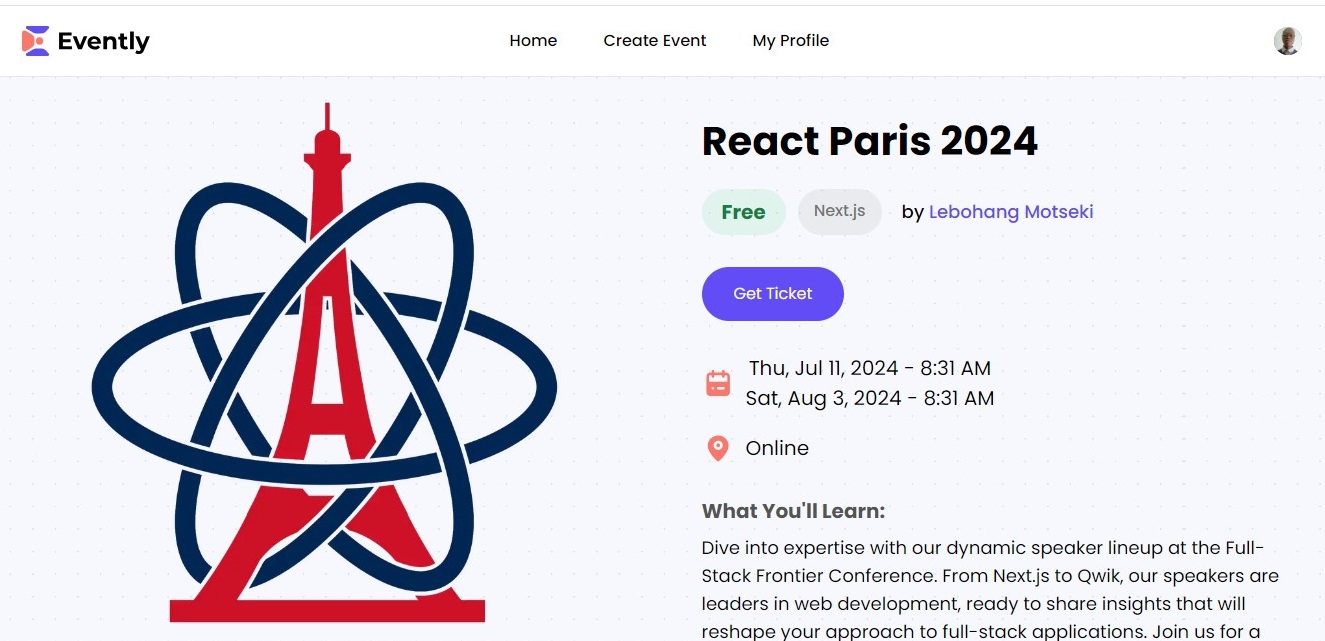 Evently
Home
Create Event
My Profile
React Paris 2024
Free
Next.js
by Lebohang Motseki
Get Ticket
Thu, Jul 11, 2024 - 8:31 AM
Sat, Aug 3, 2024 - 8:31 AM
Online
What You'll Learn:
Dive into expertise with our dynamic speaker lineup at the Full-
Stack Frontier Conference. From Next.js to Qwik, our speakers are
leaders in web development, ready to share insights that will
reshape your approach to full-stack applications. Join us for a